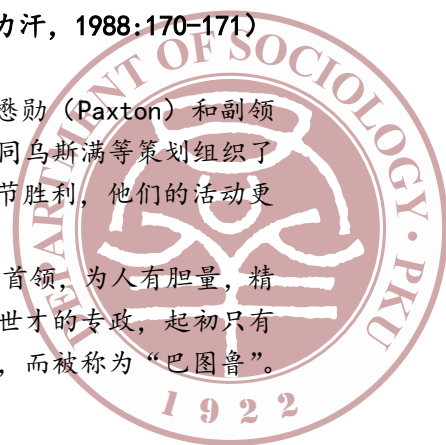 力汗，1988:170-171）
懋勋（Paxton）和副领
同乌斯满等策划组织了
节胜利，他们的活动更
首领，为人有胆量，精
世才的专政，起初只有
，而被称为“巴图鲁”。
DEPARTMENT OF SOCIOLOGY · PKU
1922